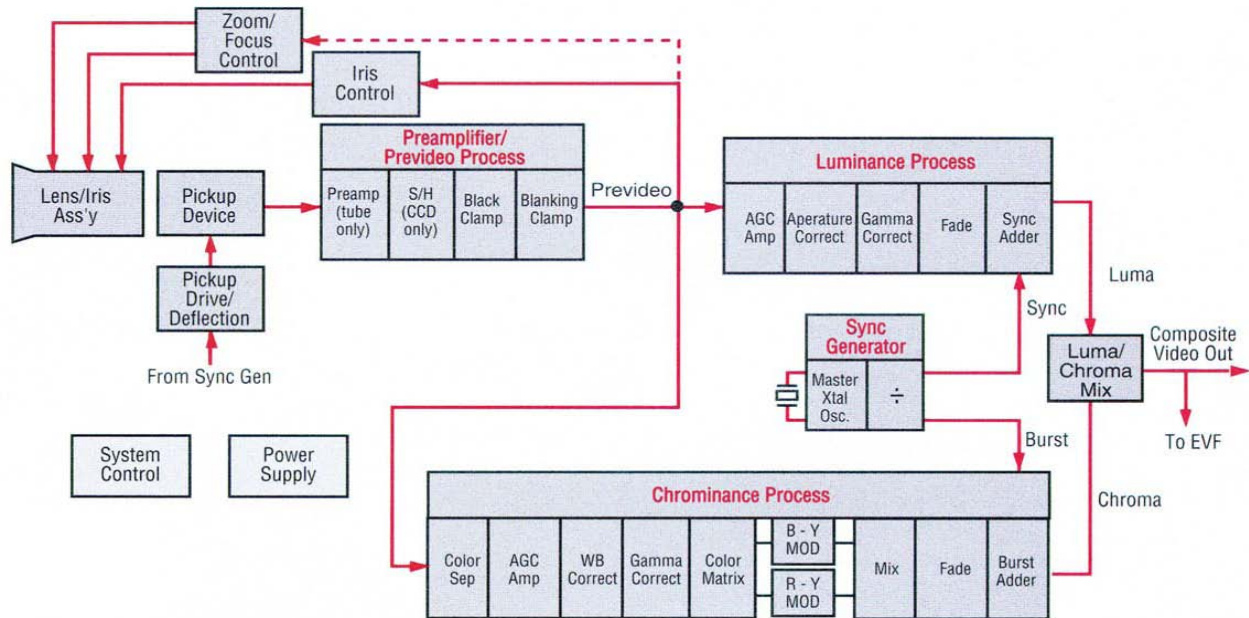 Zoom/
Focus
Control
Iris
Control
Lens/Iris
Ass'y
Pickup
Device
Pickup
Drive/
Deflection
From Sync Gen
Preamplifier/
Prevideo Process
Preamp
(tube
only)
S/H
(CCD
only)
Black
Clamp
Blanking
Clamp
Prevideo
Luminance Process
AGC
Amp
Aperature
Correct
Gamma
Correct
Fade
Sync
Adder
Luma
Sync
Sync
Generator
Master
Xtal
Osc.
÷
Burst
Luma/
Chroma
Mix
Composite
Video Out
To EVF
Chroma
System
Control
Power
Supply
Chrominance Process
Color
Sep
AGC
Amp
WB
Correct
Gamma
Correct
Color
Matrix
B - Y
MOD
R - Y
MOD
Mix
Fade
Burst
Adder